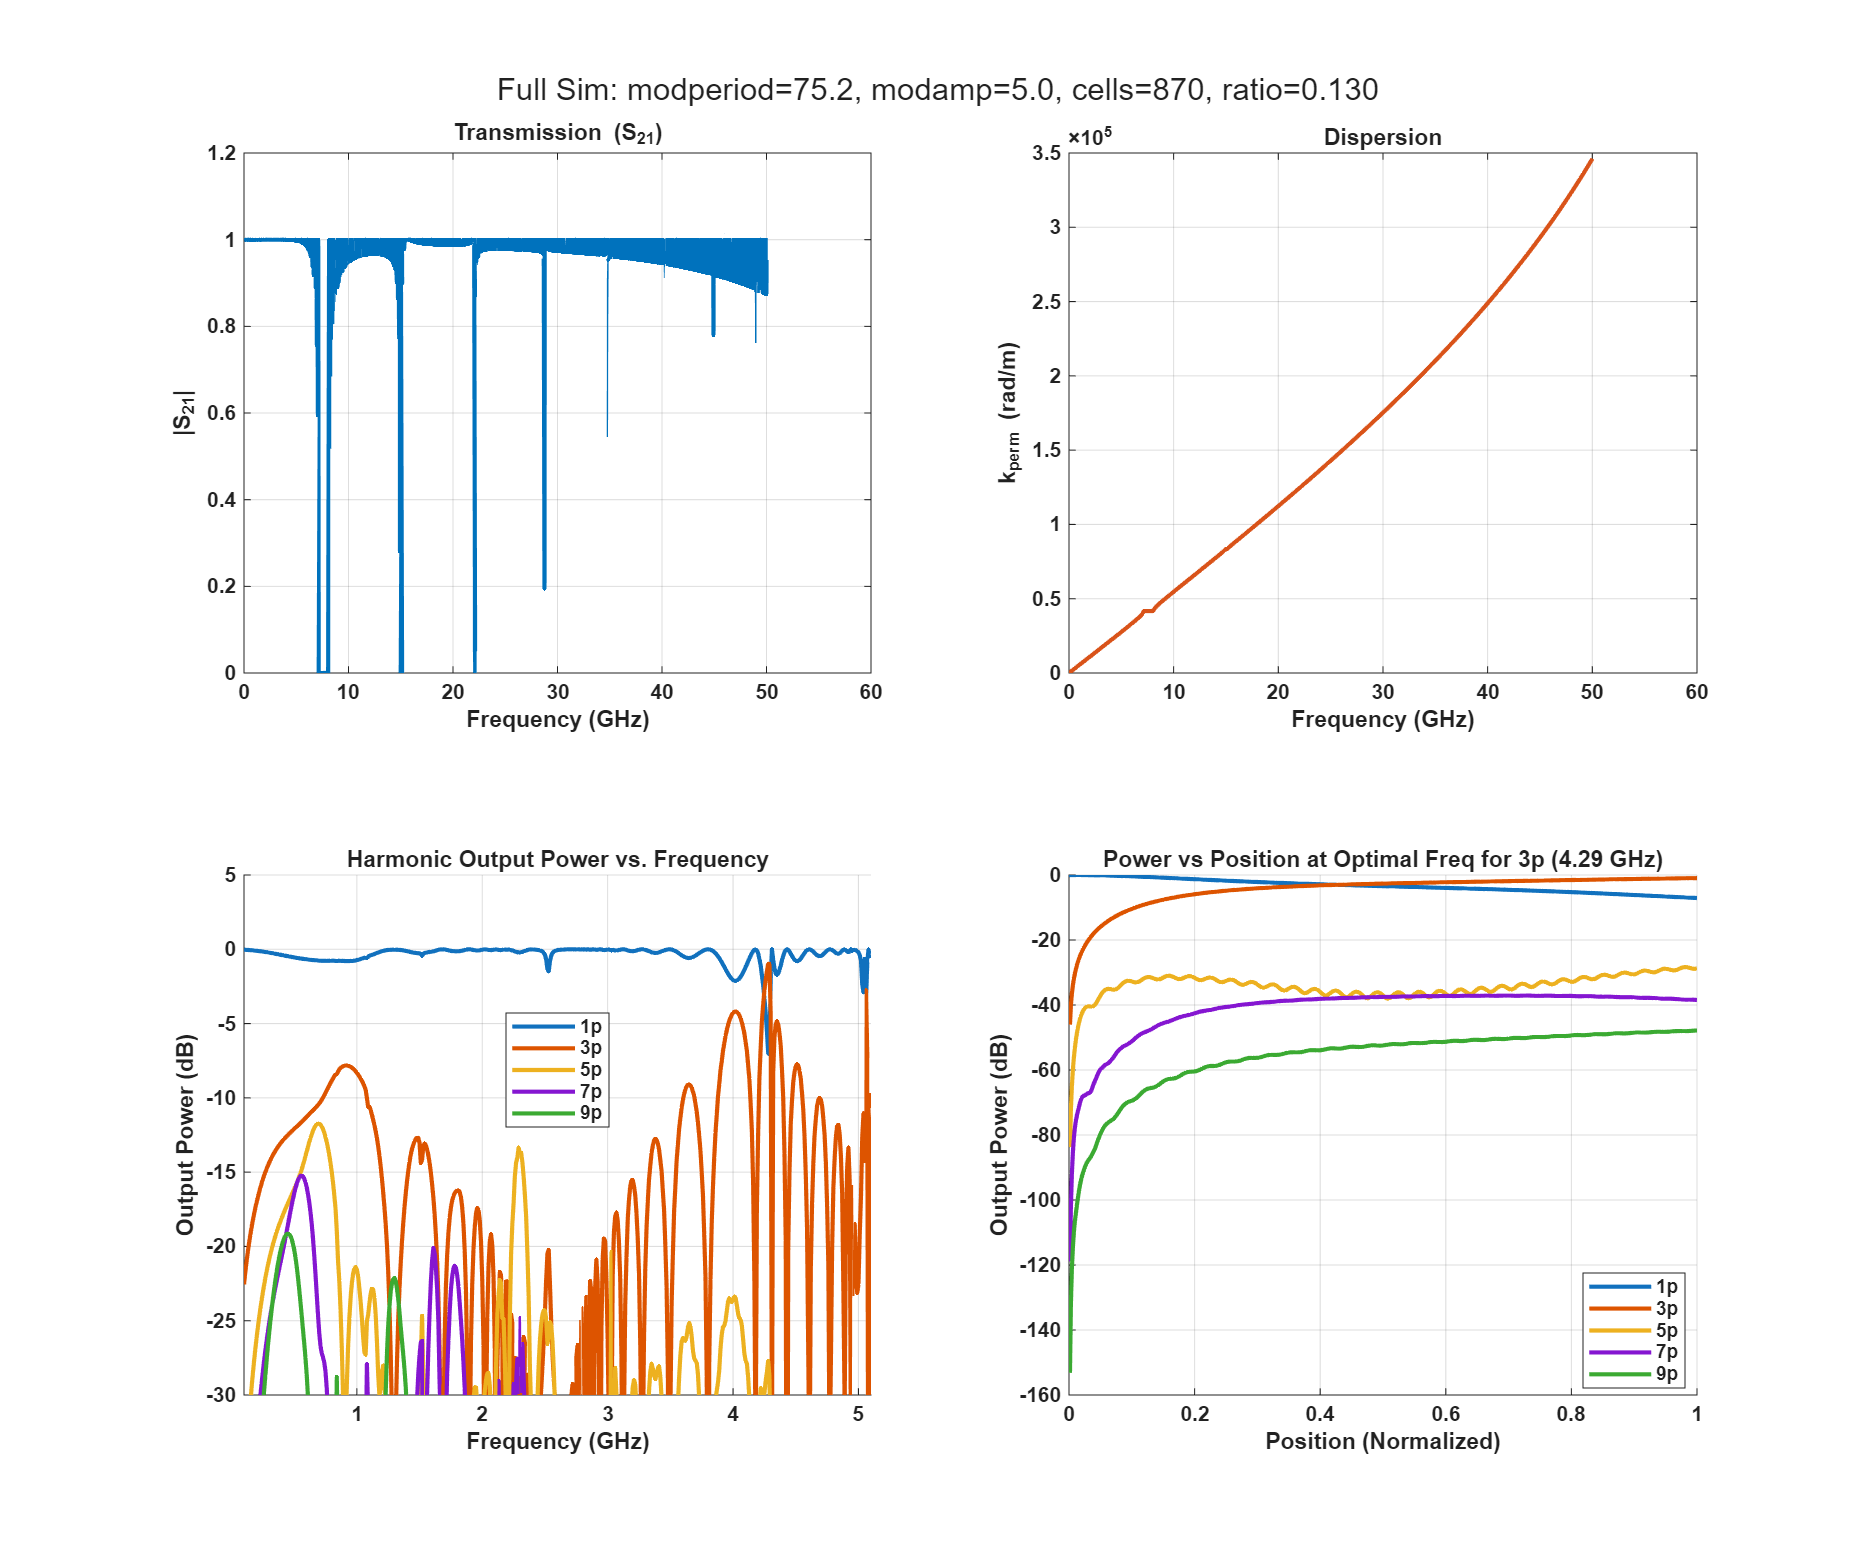 Full Sim: modperiod=75.2, modamp=5.0, cells=870, ratio=0.130
Transmission (S21)
1.2
1
0.8
0.6
0.4
0.2
0
0 10 20 30 40 50 60
|S21|
Frequency (GHz)
×10^5
Dispersion
3.5
3
2.5
2
1.5
1
0.5
0
0 10 20 30 40 50 60
kperm (rad/m)
Frequency (GHz)
Harmonic Output Power vs. Frequency
5
0
-5
-10
-15
-20
-25
-30
1 2 3 4 5
Output Power (dB)
Frequency (GHz)
1p
3p
5p
7p
9p
Power vs Position at Optimal Freq for 3p (4.29 GHz)
0
-20
-40
-60
-80
-100
-120
-140
-160
0 0.2 0.4 0.6 0.8 1
Output Power (dB)
Position (Normalized)
1p
3p
5p
7p
9p